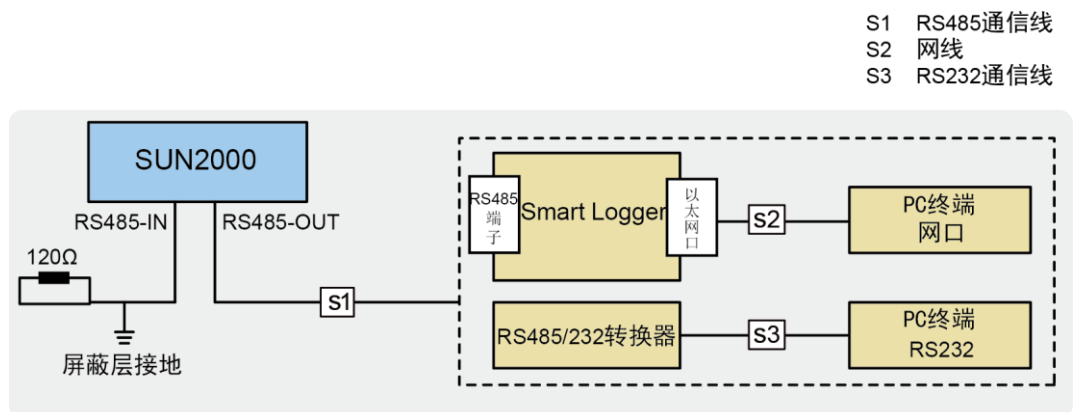 S1 RS485通信线
S2 网线
S3 RS232通信线
SUN2000
RS485-IN
RS485-OUT
120Ω
屏蔽层接地
s1
RS485
端
子
Smart Logger
以
太
网
口
s2
PC终端
网口
RS485/232转换器
s3
PC终端
RS232